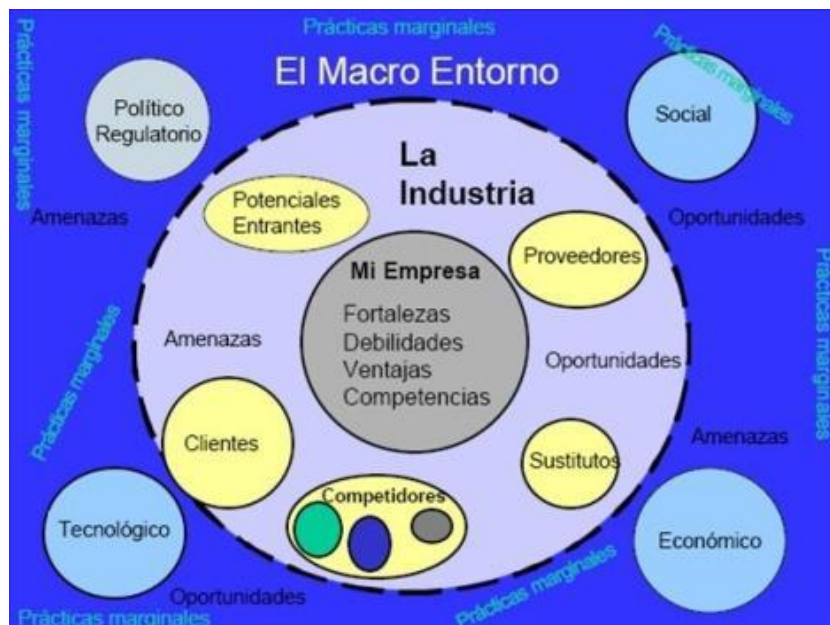 Prácticas marginales
Prácticas marginales
Prácticas marginales
El Macro Entorno
Político
Regulatorio
Social
La
Industria
Potenciales
Entrantes
Amenazas
Oportunidades
Proveedores
Mi Empresa
Fortalezas
Debilidades
Ventajas
Competencias
Prácticas marginales
Prácticas marginales
Amenazas
Oportunidades
Clientes
Amenazas
Sustitutos
Competidores
Tecnológico
Económico
Oportunidades
Prácticas marginales
Prácticas marginales